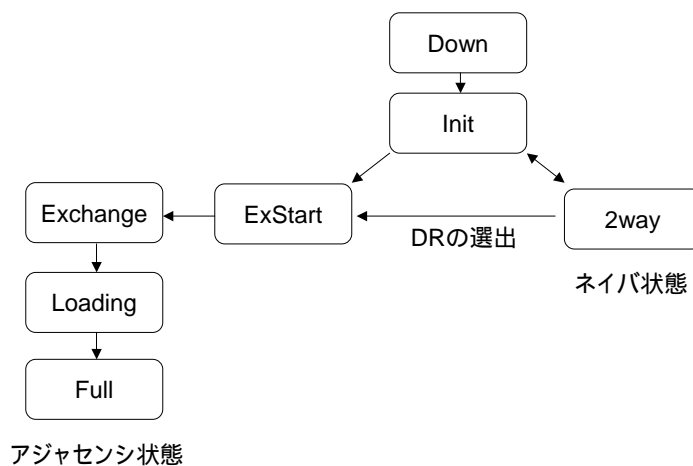 Down
Init
Exchange
ExStart
DRの選出
2way
ネイバ状態
Loading
Full
アジャセンシ状態